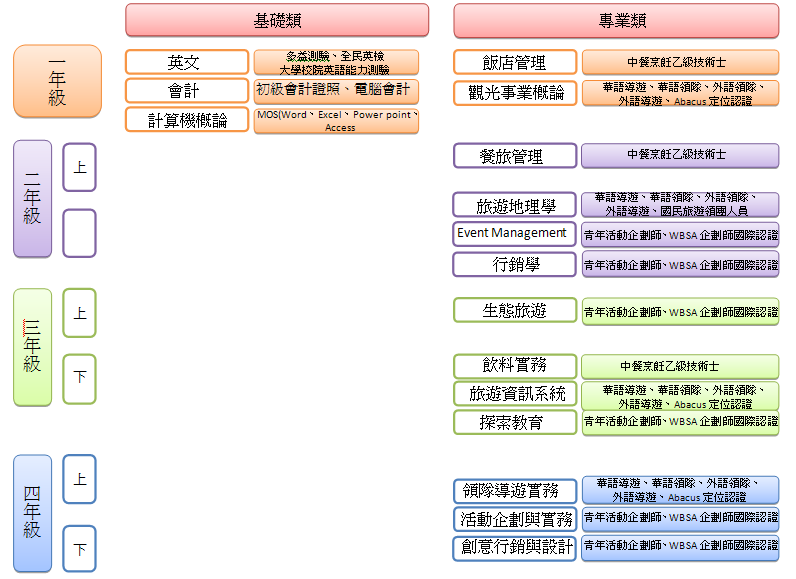 基礎類
專業類
一年級
英文
多益測驗、全民英檢
大學校院英語能力測驗
會計
初級會計證照、電腦會計
計算機概論
MOS(Word、Excel、Power point、
Access
飯店管理
中餐烹飪乙級技術士
觀光事業概論
華語導遊、華語領隊、外語領隊、
外語導遊、Abacus 定位認證
二年級
上
餐旅管理
中餐烹飪乙級技術士
旅遊地理學
華語導遊、華語領隊、外語領隊、
外語導遊、國民旅遊領團人員
Event Management
青年活動企劃師、WBSA 企劃師國際認證
行銷學
青年活動企劃師、WBSA 企劃師國際認證
三年級
上
生態旅遊
青年活動企劃師、WBSA 企劃師國際認證
下
飲料實務
中餐烹飪乙級技術士
旅遊資訊系統
華語導遊、華語領隊、外語領隊、
外語導遊、Abacus 定位認證
探索教育
青年活動企劃師、WBSA 企劃師國際認證
四年級
上
領隊導遊實務
華語導遊、華語領隊、外語領隊、
外語導遊、Abacus 定位認證
活動企劃與實務
青年活動企劃師、WBSA 企劃師國際認證
下
創意行銷與設計
青年活動企劃師、WBSA 企劃師國際認證